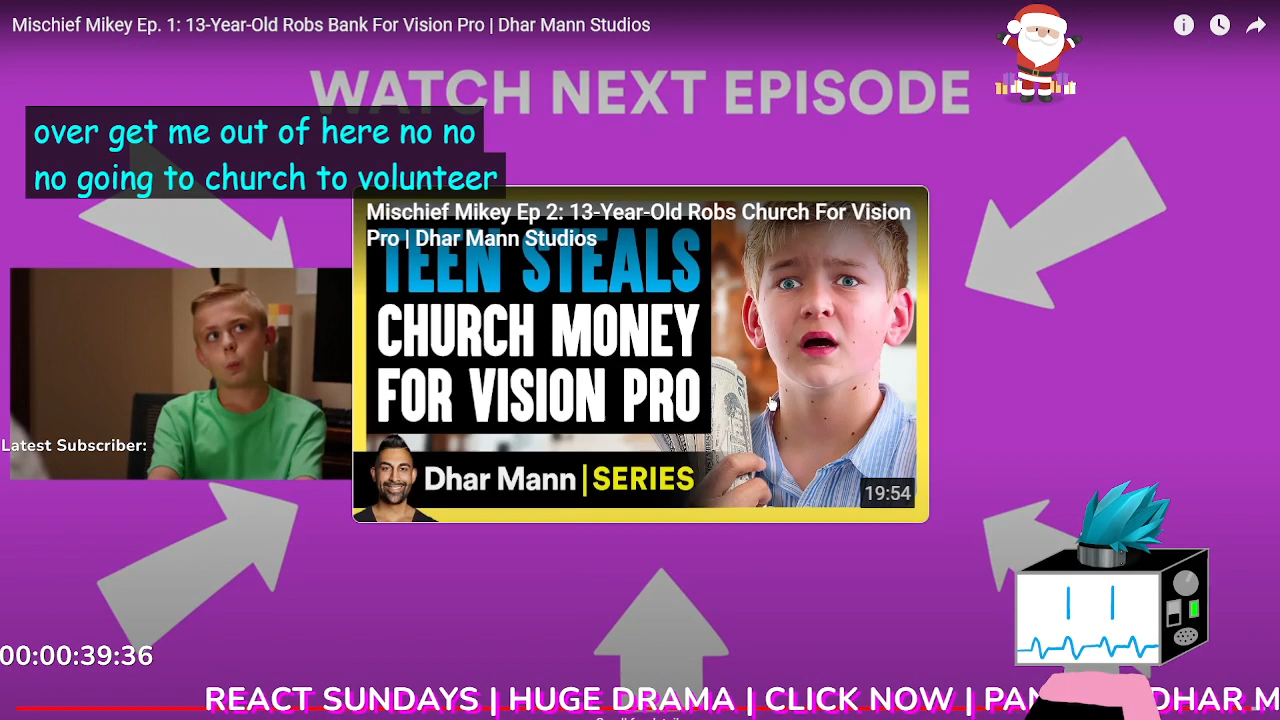 Mischief Mikey Ep. 1: 13-Year-Old Robs Bank For Vision Pro | Dhar Mann Studios
WATCH NEXT EPISODE
over get me out of here no no
no going to church to volunteer
Mischief Mikey Ep 2: 13-Year-Old Robs Church For Vision
Pro | Dhar Mann Studios
TEEN STEALS
CHURCH MONEY
FOR VISION PRO
Dhar Mann | SERIES
19:54
Latest Subscriber:
00:00:39:36
REACT SUNDAYS | HUGE DRAMA | CLICK NOW |
DHAR